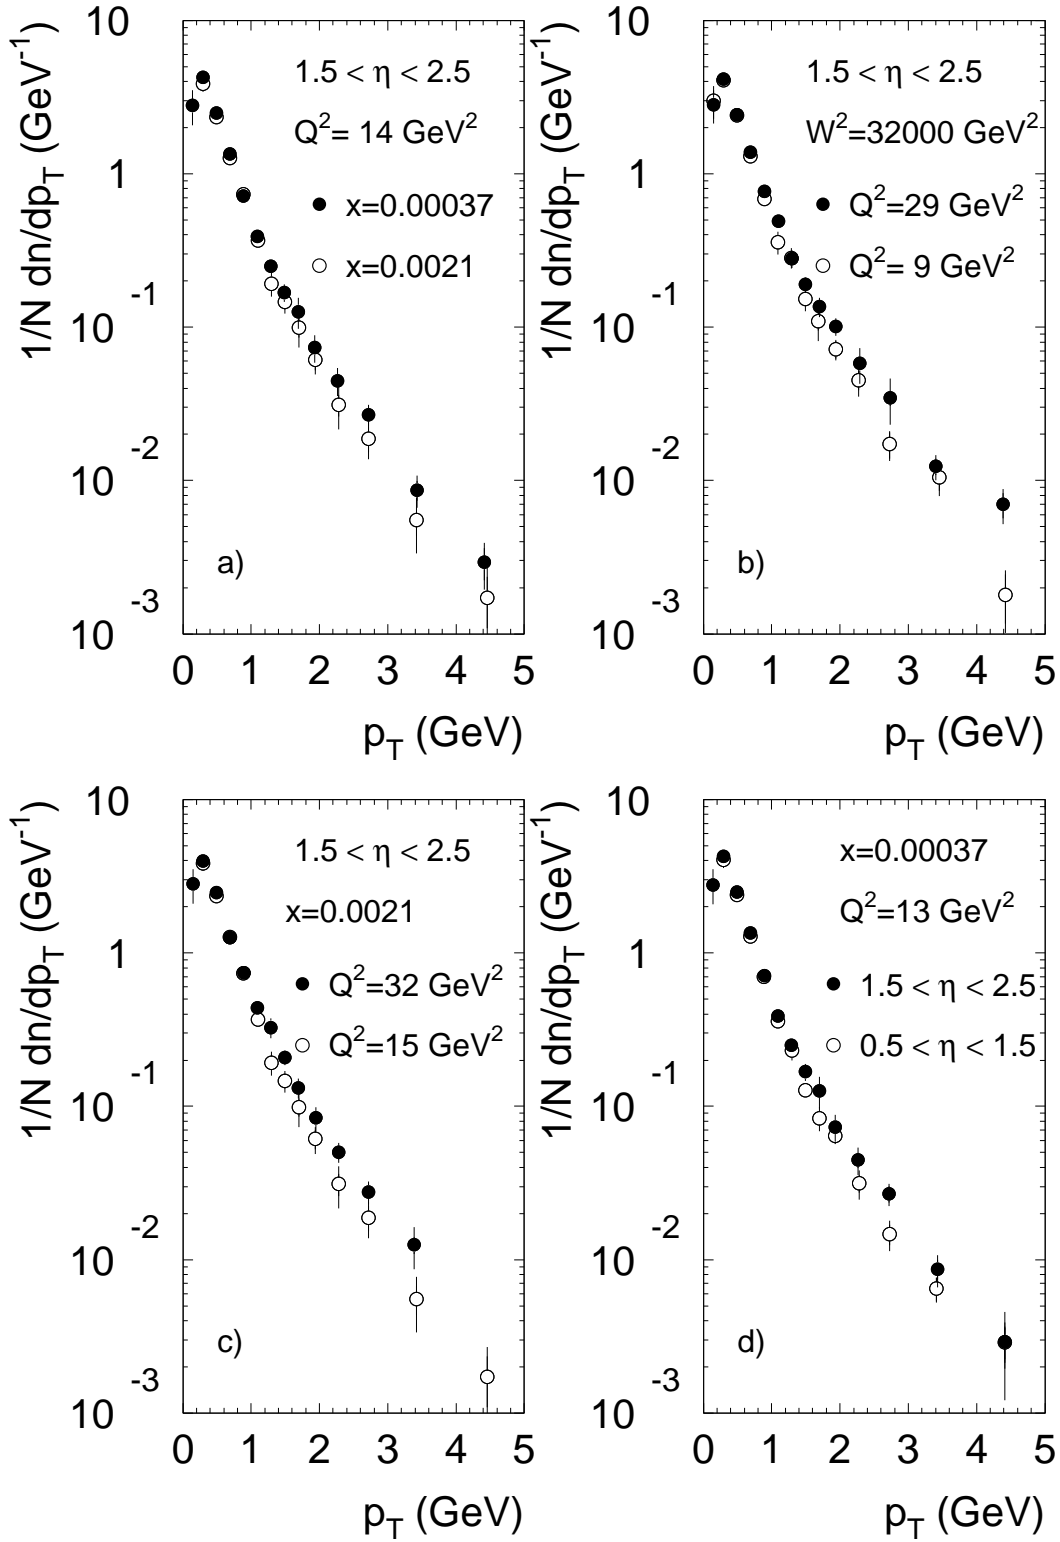 1/N dn/dp_T (GeV^-1)
10
1
10^-1
10^-2
10^-3
1.5 < η < 2.5
Q^2= 14 GeV^2
● x=0.00037
○ x=0.0021
a)
0 1 2 3 4 5
p_T (GeV)
1/N dn/dp_T (GeV^-1)
10
1
10^-1
10^-2
10^-3
1.5 < η < 2.5
W^2=32000 GeV^2
● Q^2=29 GeV^2
○ Q^2= 9 GeV^2
b)
0 1 2 3 4 5
p_T (GeV)
1/N dn/dp_T (GeV^-1)
10
1
10^-1
10^-2
10^-3
1.5 < η < 2.5
x=0.0021
● Q^2=32 GeV^2
○ Q^2=15 GeV^2
c)
0 1 2 3 4 5
p_T (GeV)
1/N dn/dp_T (GeV^-1)
10
1
10^-1
10^-2
10^-3
x=0.00037
Q^2=13 GeV^2
● 1.5 < η < 2.5
○ 0.5 < η < 1.5
d)
0 1 2 3 4 5
p_T (GeV)